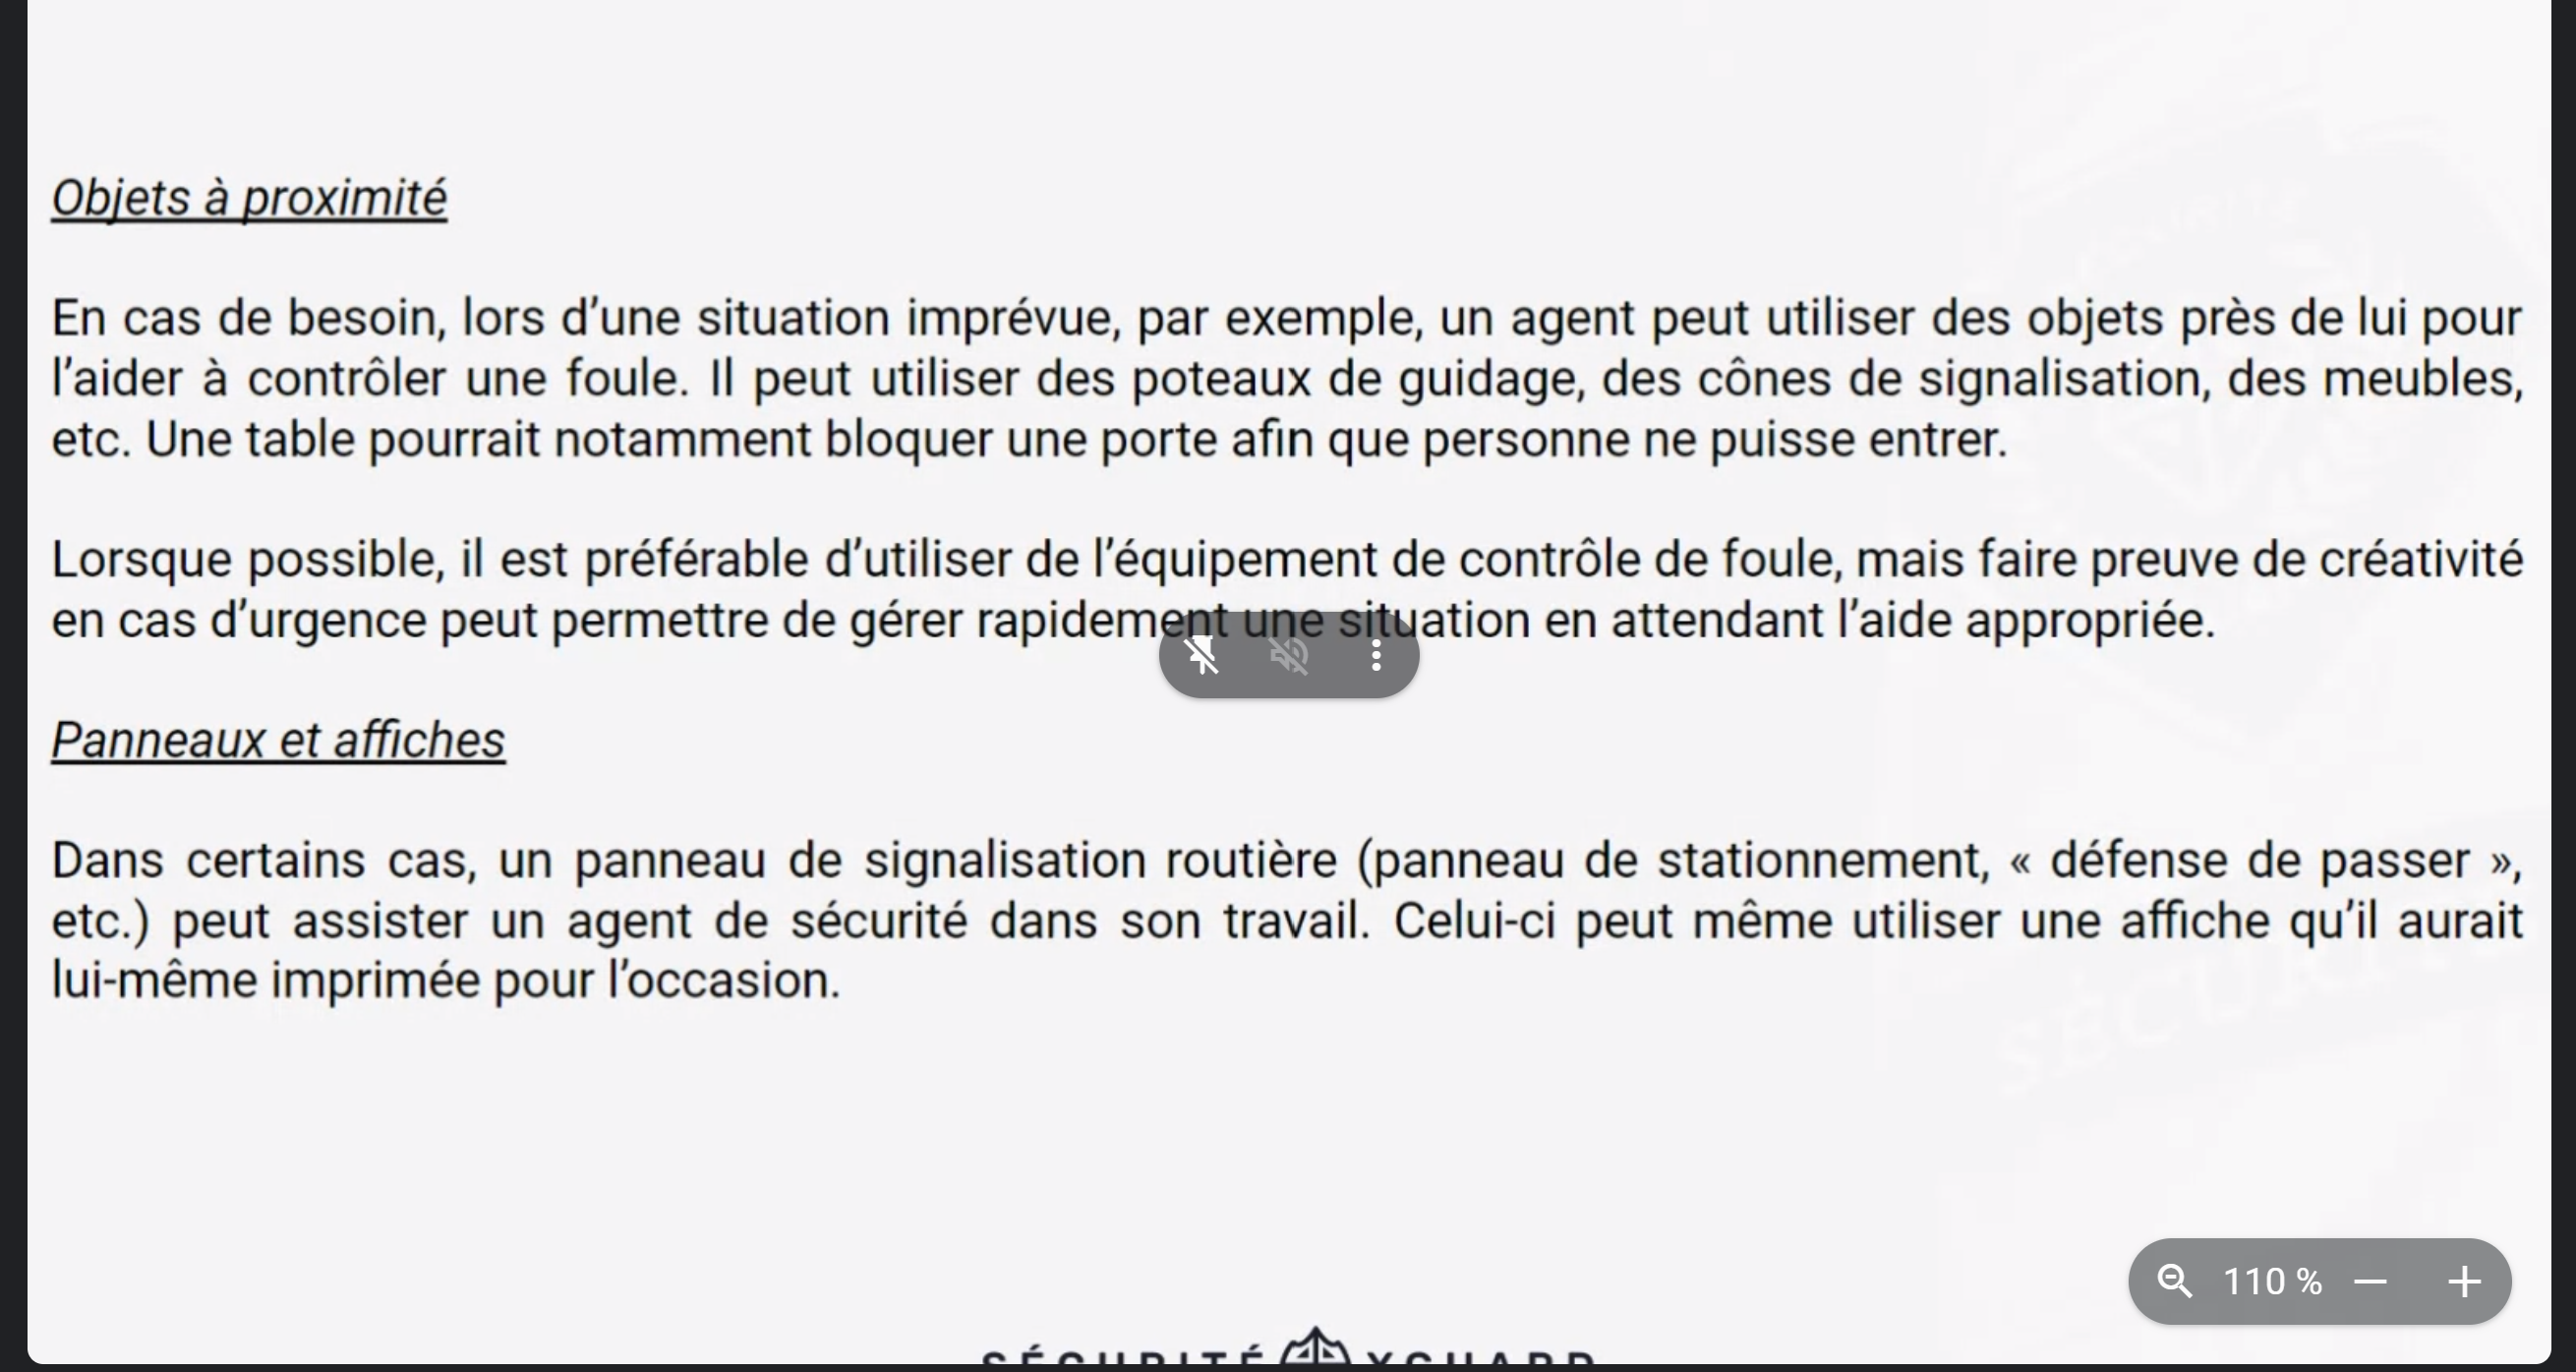 Objets à proximité
En cas de besoin, lors d’une situation imprévue, par exemple, un agent peut utiliser des objets près de lui pour
l’aider à contrôler une foule. Il peut utiliser des poteaux de guidage, des cônes de signalisation, des meubles,
etc. Une table pourrait notamment bloquer une porte afin que personne ne puisse entrer.
Lorsque possible, il est préférable d’utiliser de l’équipement de contrôle de foule, mais faire preuve de créativité
en cas d’urgence peut permettre de gérer rapidement une situation en attendant l’aide appropriée.
Panneaux et affiches
Dans certains cas, un panneau de signalisation routière (panneau de stationnement, « défense de passer »,
etc.) peut assister un agent de sécurité dans son travail. Celui-ci peut même utiliser une affiche qu’il aurait
lui-même imprimée pour l’occasion.
SÉCURITÉ
110 %
SÉCURITÉ XGUARD